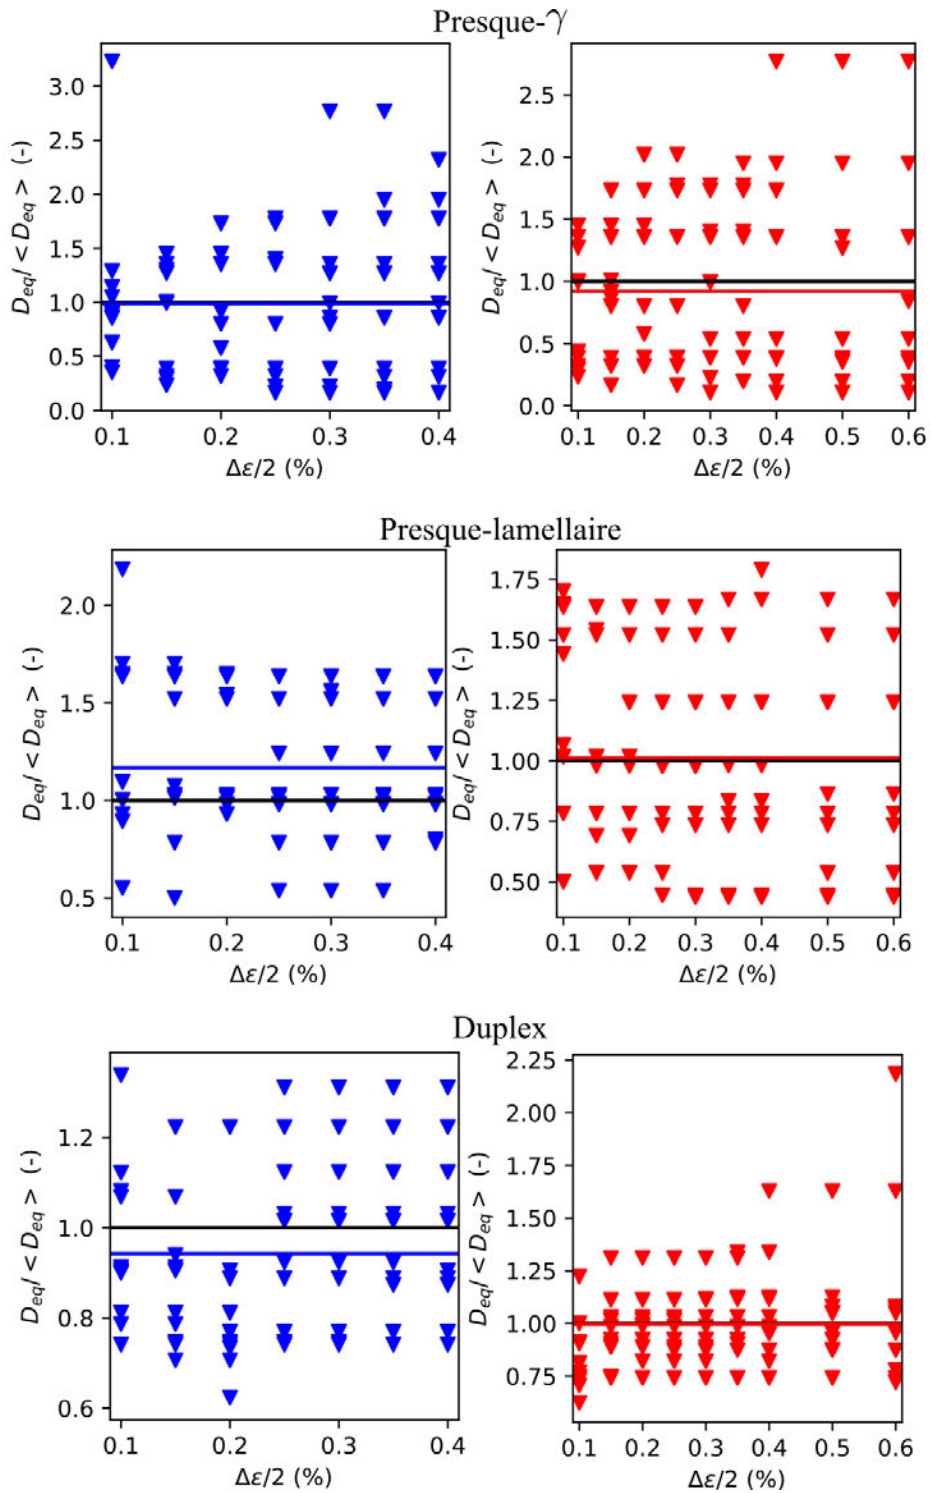 Presque-γ
3.0
2.5
2.0
1.5
1.0
0.5
0.0
D_eq/ < D_eq > (-)
0.1 0.2 0.3 0.4
Δε/2 (%)
2.5
2.0
1.5
1.0
0.5
0.0
D_eq/ < D_eq > (-)
0.1 0.2 0.3 0.4 0.5 0.6
Δε/2 (%)
Presque-lamellaire
2.0
1.5
1.0
0.5
D_eq/ < D_eq > (-)
0.1 0.2 0.3 0.4
Δε/2 (%)
1.75
1.50
1.25
1.00
0.75
0.50
D_eq/ < D_eq > (-)
0.1 0.2 0.3 0.4 0.5 0.6
Δε/2 (%)
Duplex
1.2
1.0
0.8
0.6
D_eq/ < D_eq > (-)
0.1 0.2 0.3 0.4
Δε/2 (%)
2.25
2.00
1.75
1.50
1.25
1.00
0.75
D_eq/ < D_eq > (-)
0.1 0.2 0.3 0.4 0.5 0.6
Δε/2 (%)